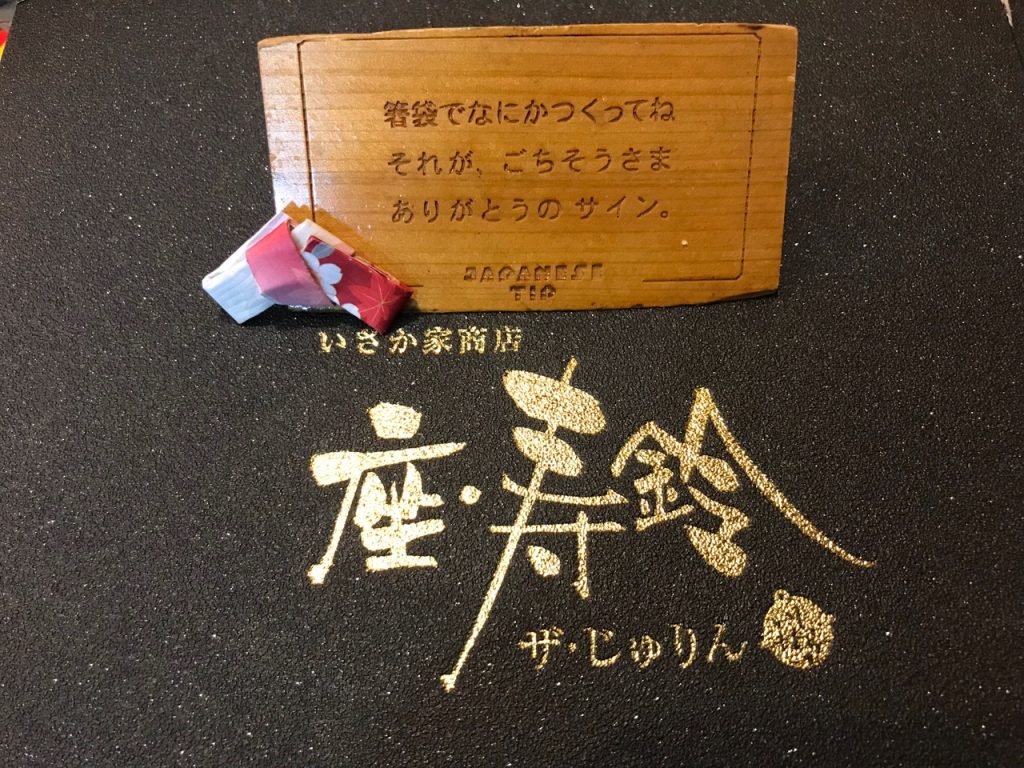 箸袋でなにかつくってね
それが、ごちそうさま
ありがとうの サイン。
JAPANESE
TIP
いさか家商店
座・寿鈴
ザ・じゅりん